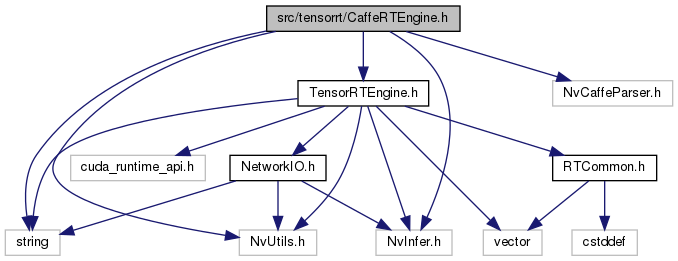 src/tensorrt/CaffeRTEngine.h
TensorRTEngine.h
NvCaffeParser.h
cuda_runtime_api.h
NetworkIO.h
RTCommon.h
string
NvUtils.h
NvInfer.h
vector
cstddef